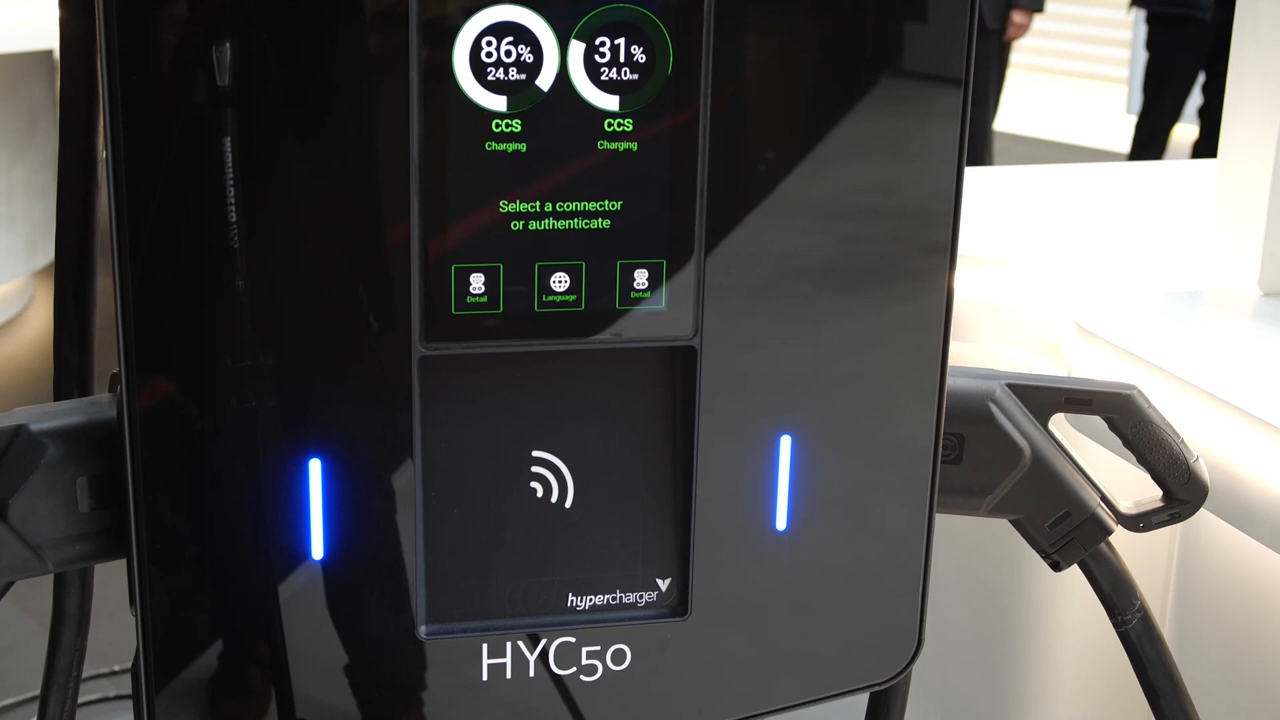 86%
24.8kW
CCS
Charging
31%
24.0kW
CCS
Charging
Select a connector
or authenticate
Detail
Language
Detail
hypercharger
HYC50